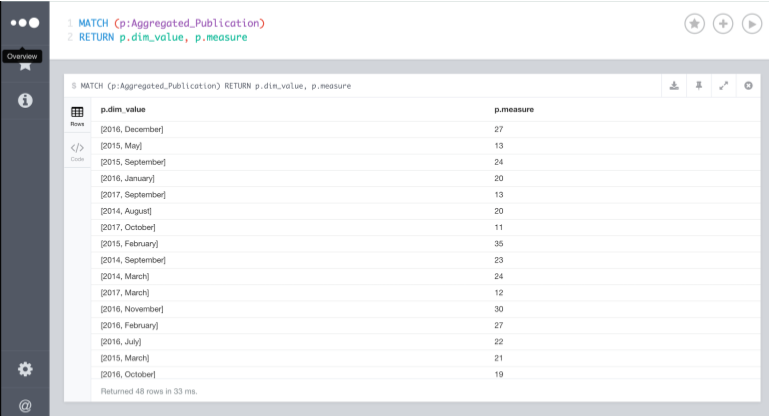 1 MATCH (p:Aggregated_Publication)
2 RETURN p.dim_value, p.measure
Overview
$ MATCH (p:Aggregated_Publication) RETURN p.dim_value, p.measure
Rows
Code
p.dim_value p.measure
[2016, December] 27
[2015, May] 13
[2015, September] 24
[2016, January] 20
[2017, September] 13
[2014, August] 20
[2017, October] 11
[2015, February] 35
[2014, September] 23
[2014, March] 24
[2017, March] 12
[2016, November] 30
[2016, February] 27
[2016, July] 22
[2015, March] 21
[2016, October] 19
Returned 48 rows in 33 ms.
@